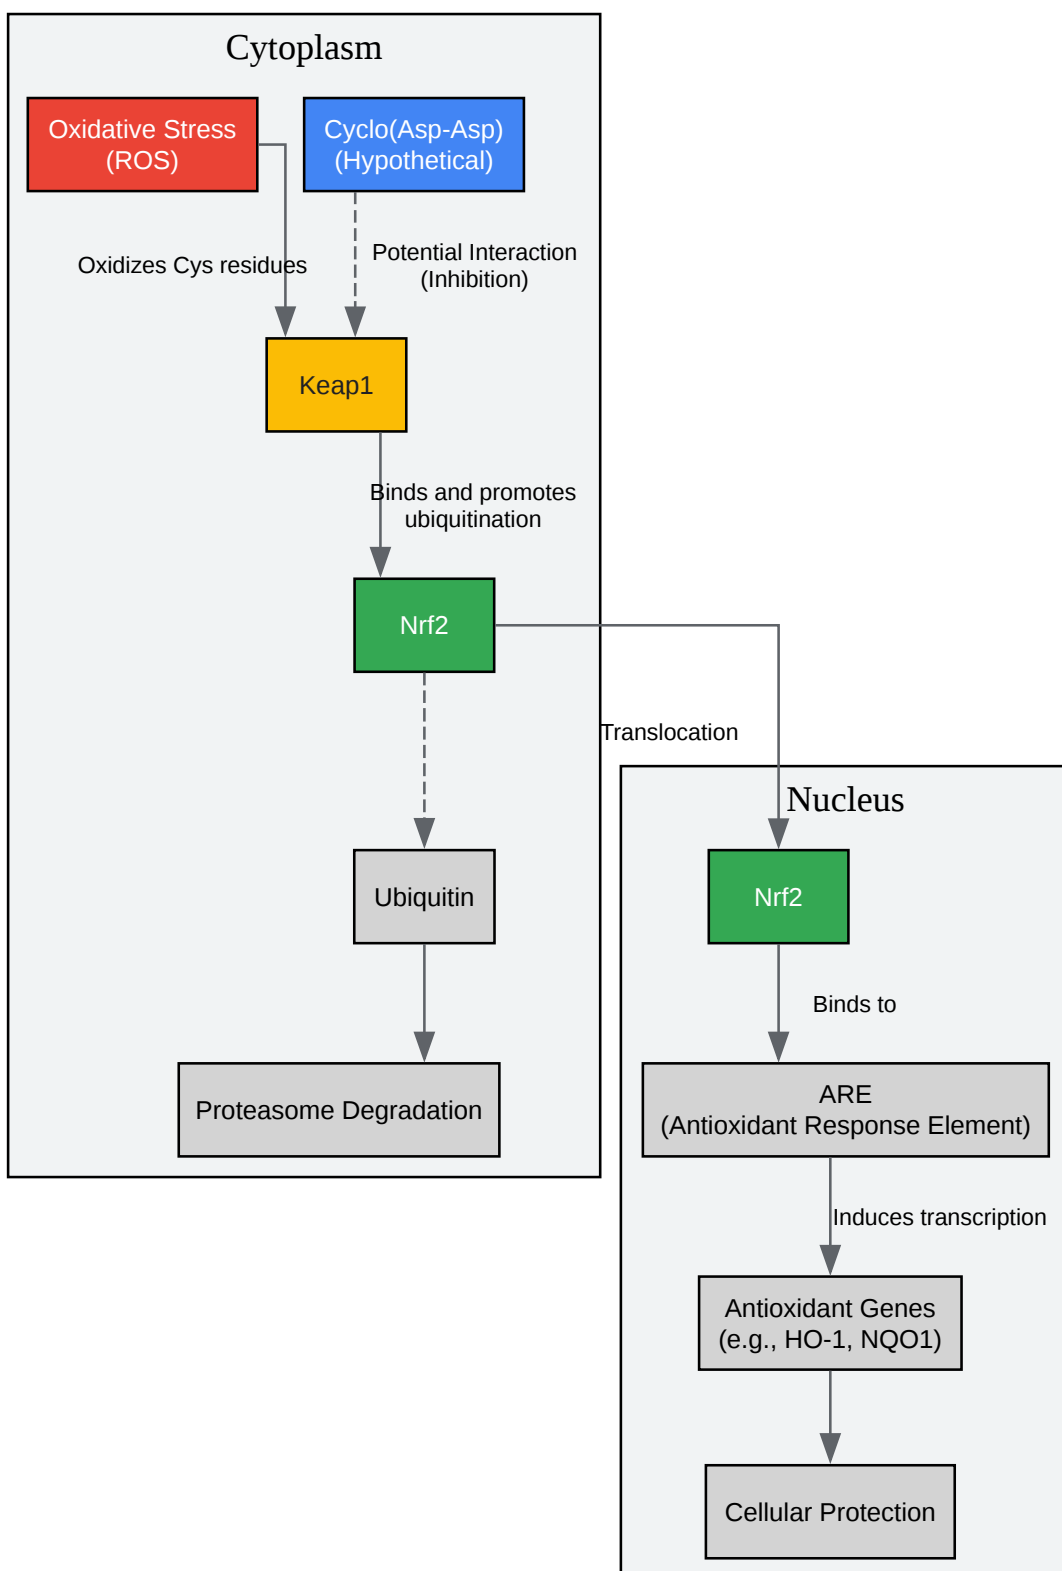 Cytoplasm
Oxidative Stress
(ROS)
Cyclo(Asp-Asp)
(Hypothetical)
Oxidizes Cys residues
Potential Interaction
(Inhibition)
Keap1
Binds and promotes
ubiquitination
Nrf2
Translocation
Nucleus
Ubiquitin
Nrf2
Binds to
Proteasome Degradation
ARE
(Antioxidant Response Element)
Induces transcription
Antioxidant Genes
(e.g., HO-1, NQO1)
Cellular Protection